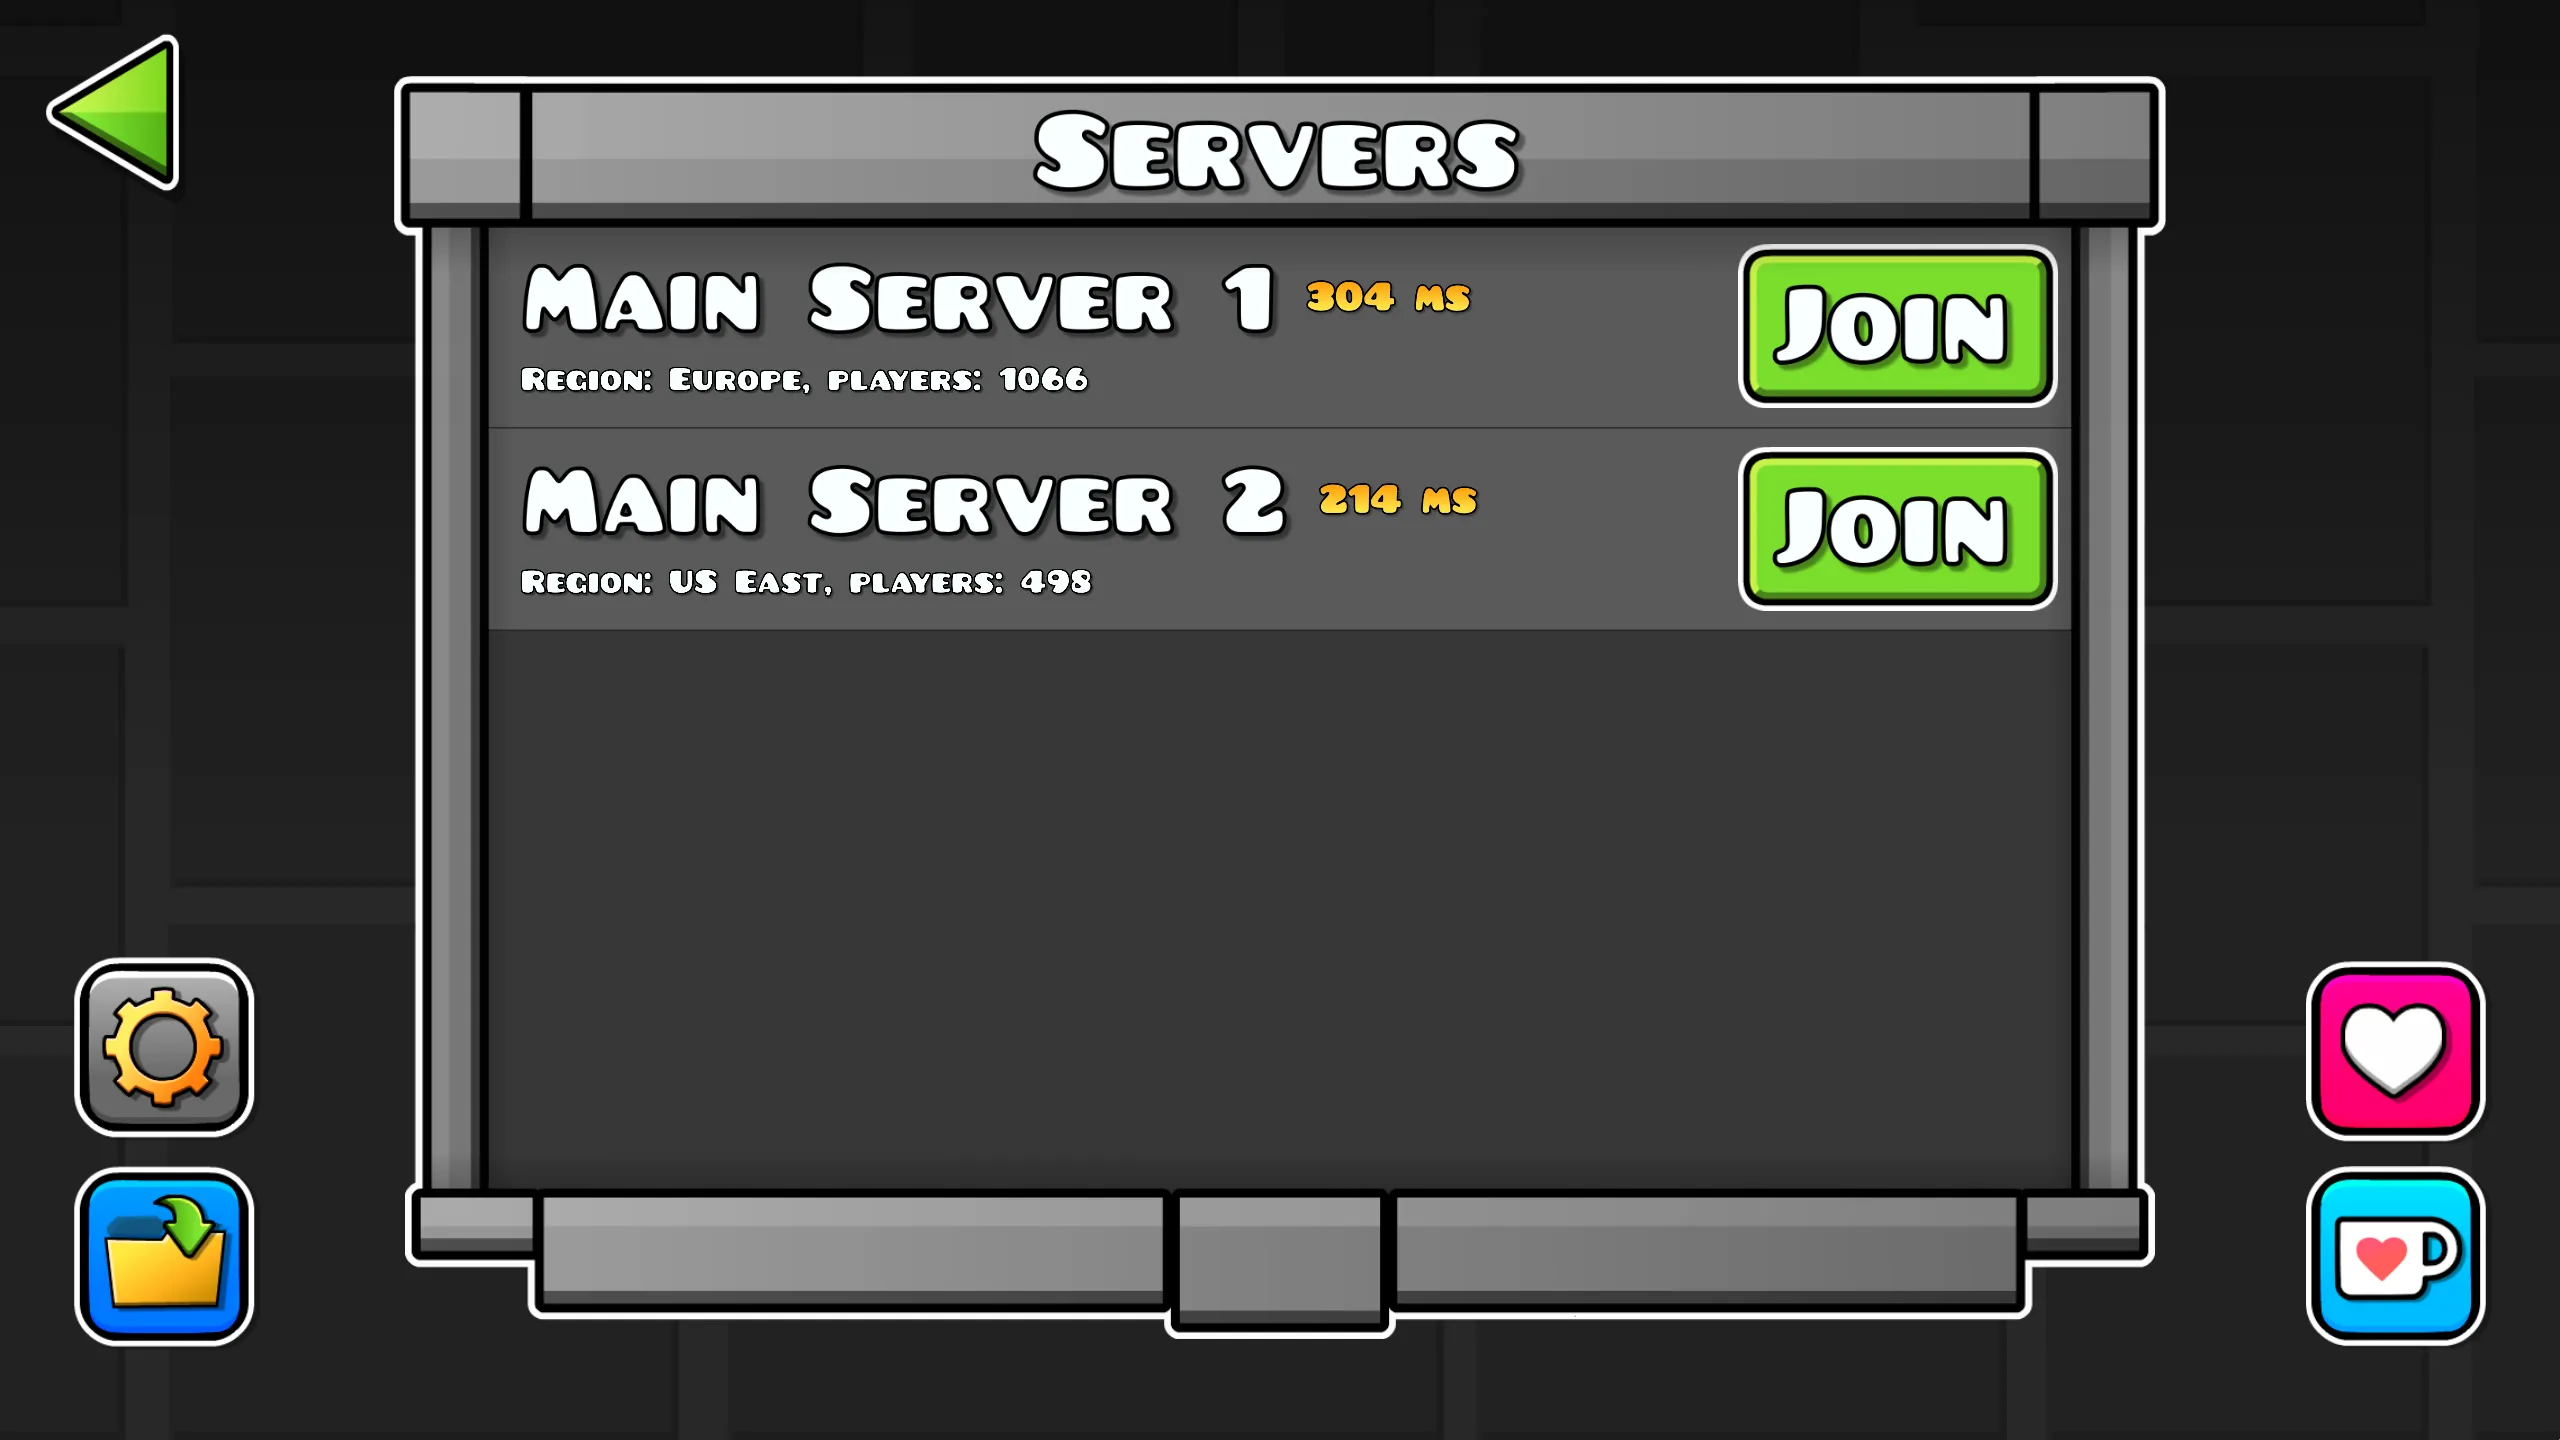 Servers
Main Server 1 304 ms
Join
Region: Europe, players: 1066
Main Server 2 214 ms
Join
Region: US East, players: 498